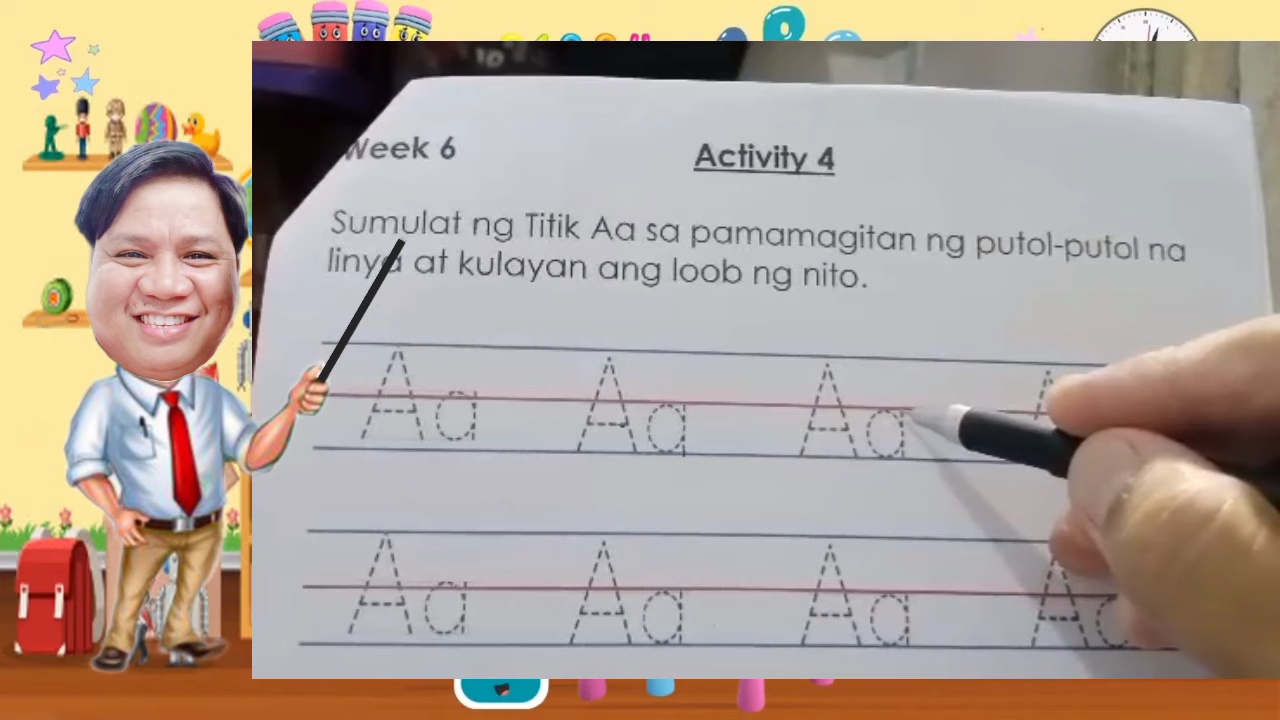 Week 6
Activity 4
Sumulat ng Titik Aa sa pamamagitan ng putol-putol na
linya at kulayan ang loob ng nito.
Aa Aa Aa
Aa Aa Aa Aa